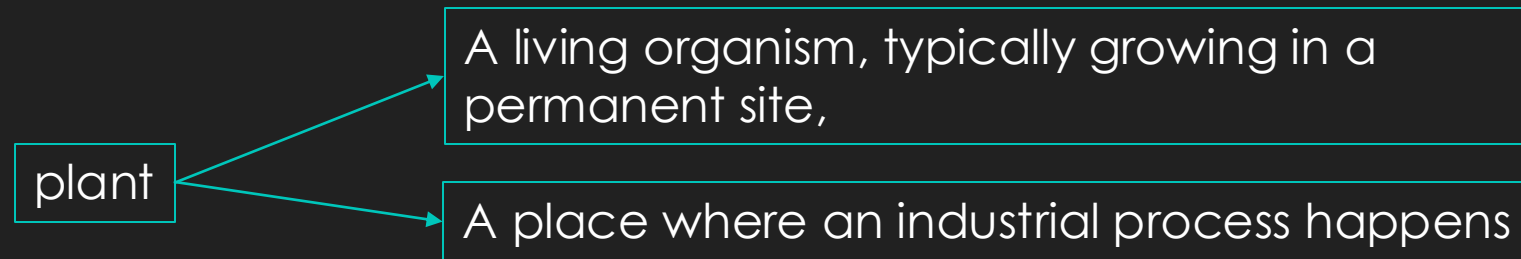 A living organism, typically growing in a
permanent site,
plant
A place where an industrial process happens